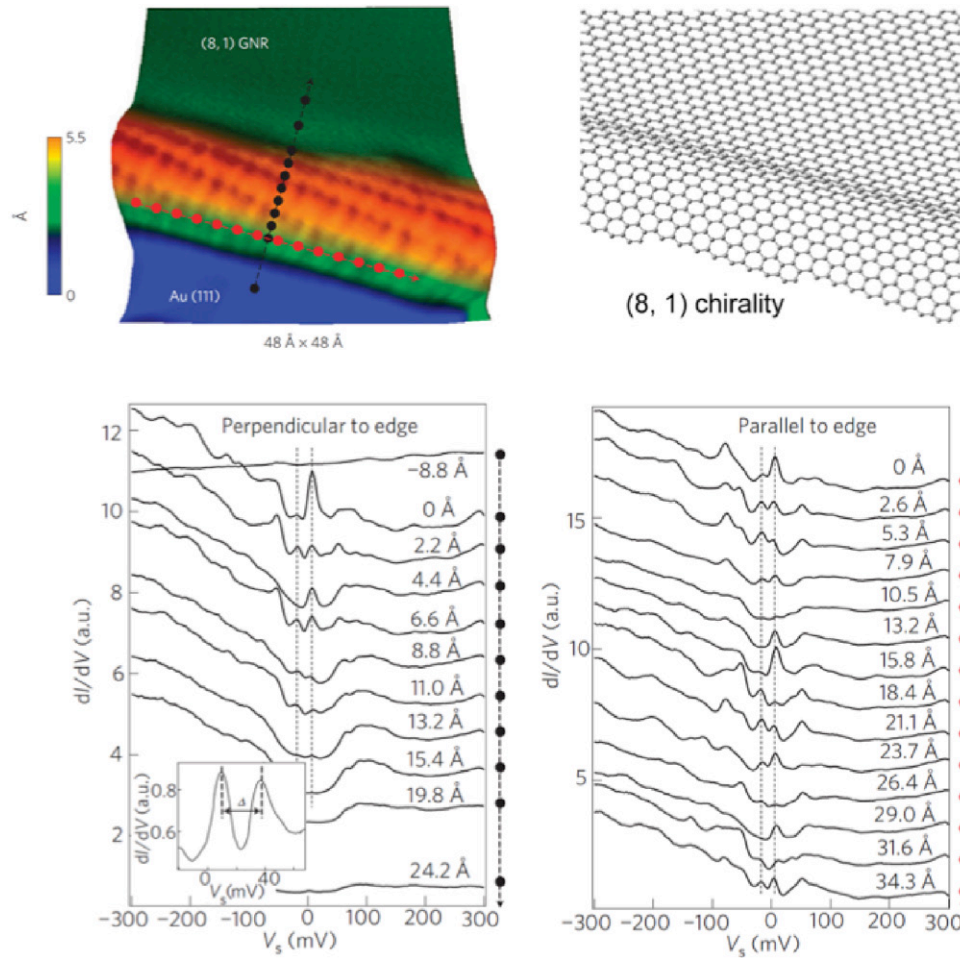 (8, 1) GNR
5.5
Å
0
Au (111)
48 Å × 48 Å
(8, 1) chirality
Perpendicular to edge
12
10
8
6
4
2
dI/dV (a.u.)
−8.8 Å
0 Å
2.2 Å
4.4 Å
6.6 Å
8.8 Å
11.0 Å
13.2 Å
15.4 Å
19.8 Å
24.2 Å
0.8
0.6
dI/dV (a.u.)
Δ
0 40
Vs(mV)
−300 −200 −100 0 100 200 300
Vs (mV)
Parallel to edge
15
10
5
dI/dV (a.u.)
0 Å
2.6 Å
5.3 Å
7.9 Å
10.5 Å
13.2 Å
15.8 Å
18.4 Å
21.1 Å
23.7 Å
26.4 Å
29.0 Å
31.6 Å
34.3 Å
−300 −200 −100 0 100 200 300
Vs (mV)